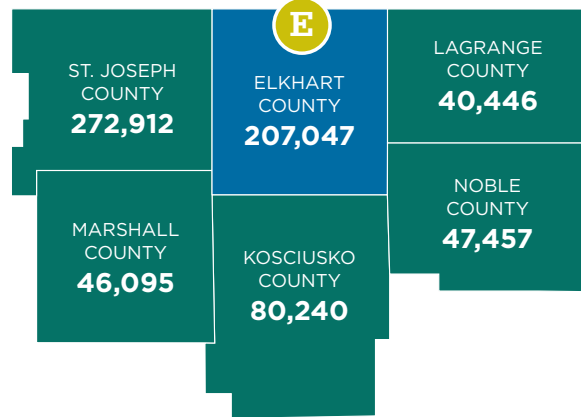 E
ST. JOSEPH
COUNTY
272,912
ELKHART
COUNTY
207,047
LAGRANGE
COUNTY
40,446
MARSHALL
COUNTY
46,095
KOSCIUSKO
COUNTY
80,240
NOBLE
COUNTY
47,457